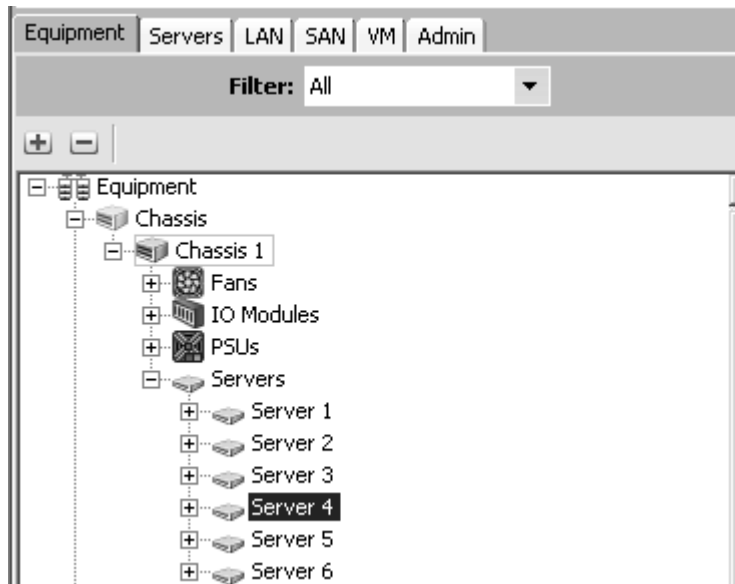 Equipment Servers LAN SAN VM Admin
Filter: All
Equipment
Chassis
Chassis 1
Fans
IO Modules
PSUs
Servers
Server 1
Server 2
Server 3
Server 4
Server 5
Server 6